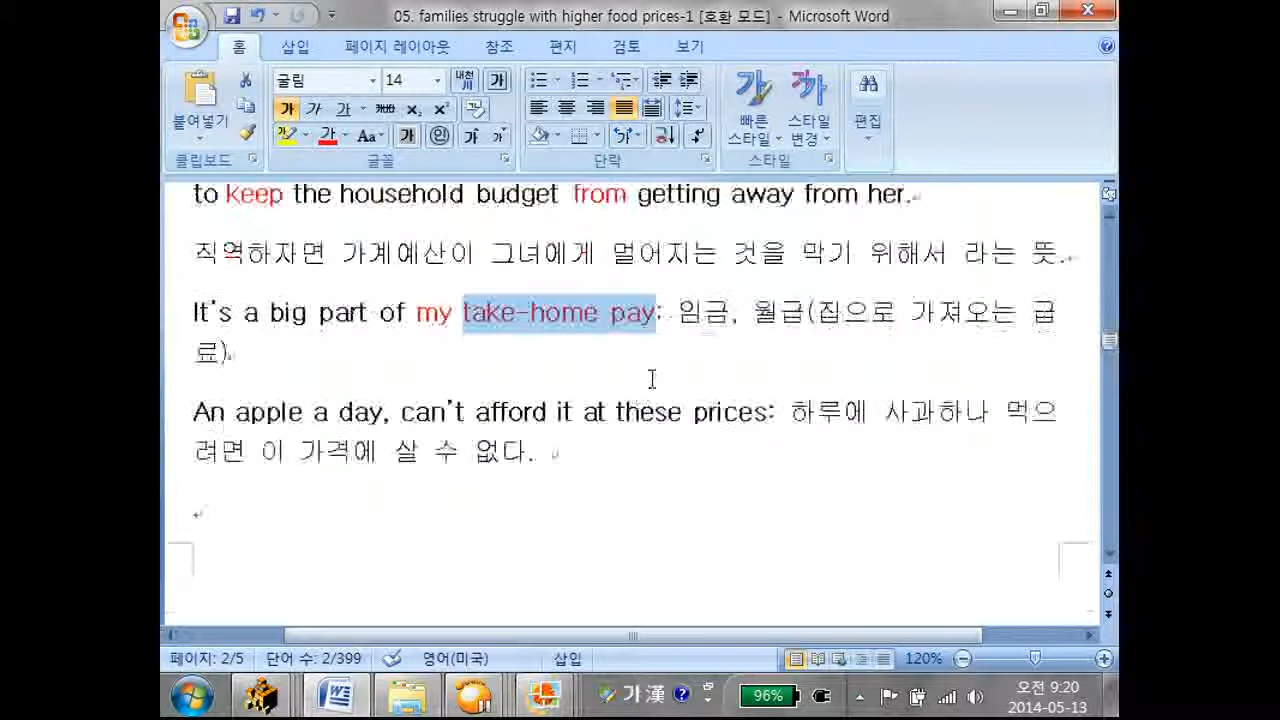 05. families struggle with higher food prices-1 [호환 모드] - Microsoft Word
홈 삽입 페이지 레이아웃 참조 편지 검토 보기
굴림 14
붙여넣기
빠른 스타일
스타일 변경
편집
클립보드 글꼴 단락 스타일
to keep the household budget from getting away from her.
직역하자면 가계예산이 그녀에게 멀어지는 것을 막기 위해서 라는 뜻.
It's a big part of my take-home pay: 임금, 월급(집으로 가져오는 급
료)
An apple a day, can't afford it at these prices: 하루에 사과하나 먹으
려면 이 가격에 살 수 없다.
페이지: 2/5 단어 수: 2/399 영어(미국) 삽입 120%
가 漢 96% 오전 9:20
2014-05-13